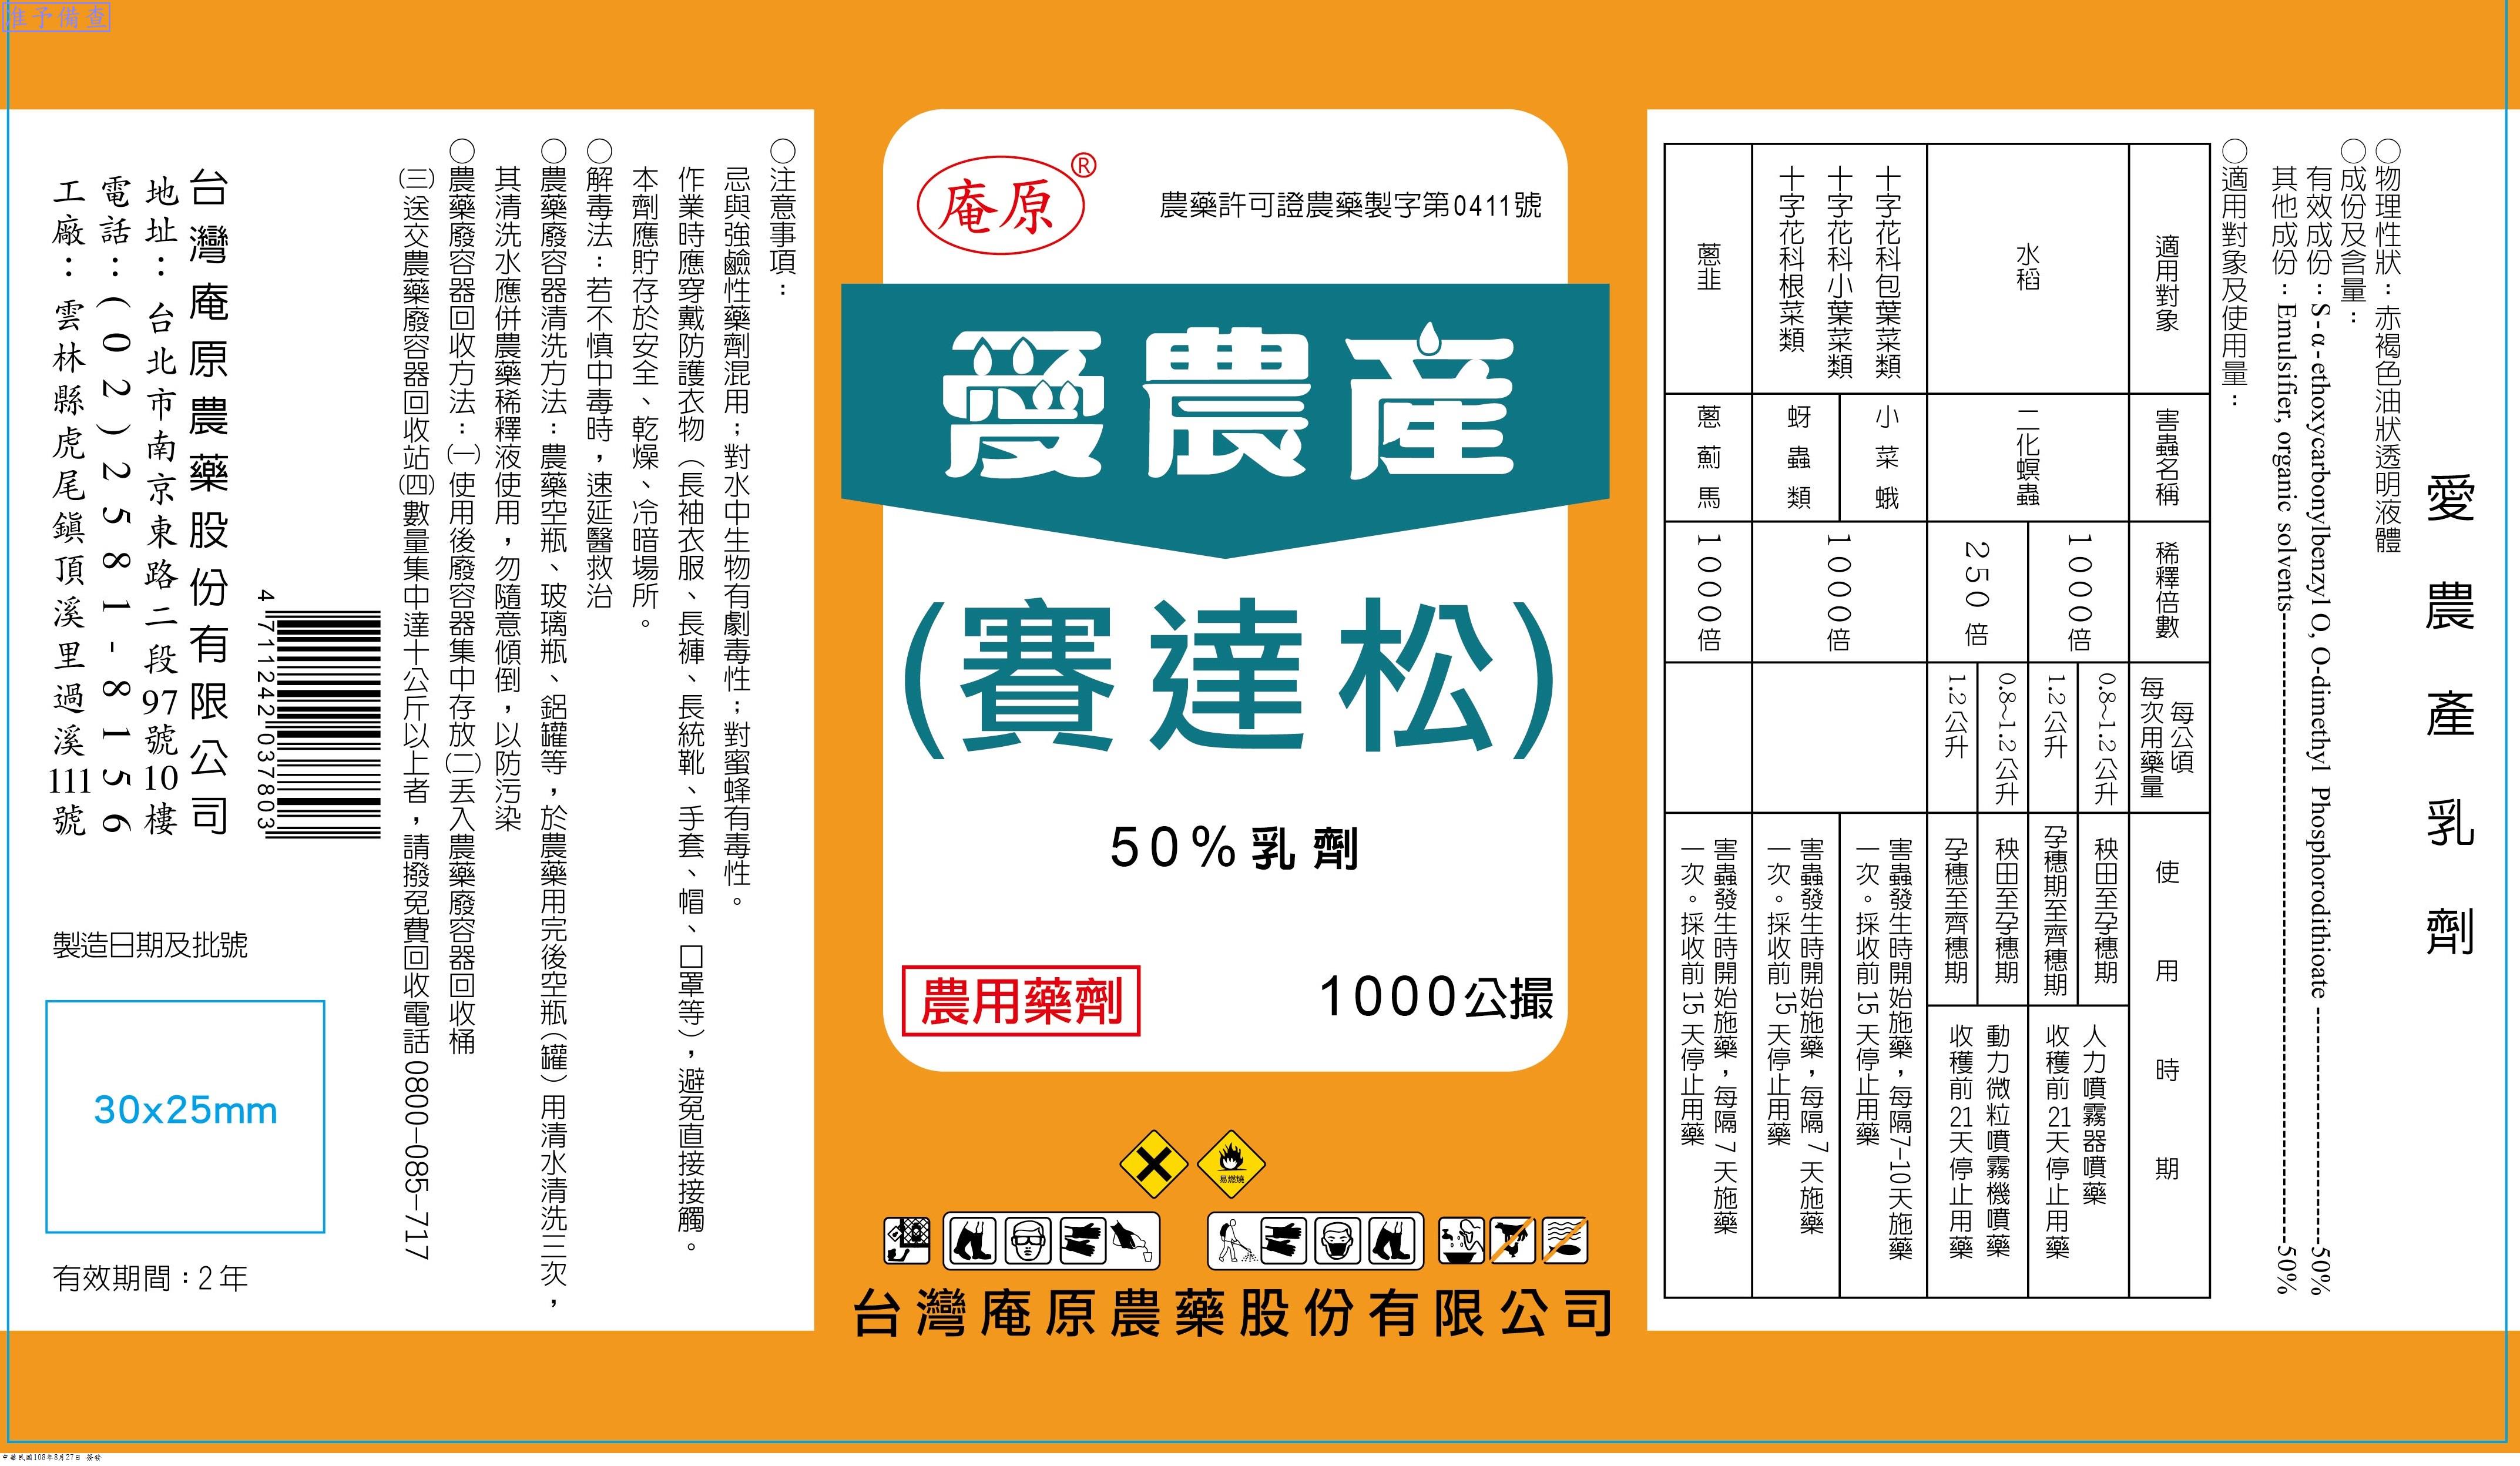 准予備查
愛農產乳劑
○物理性狀：赤褐色油狀透明液體
○成份及含量：
有效成份：S-α-ethoxycarbonylbenzyl O, O-dimethyl Phosphorodithioate ------50%
其他成份：Emulsifier, organic solvents------50%
○適用對象及使用量：
適用對象 害蟲名稱 稀釋倍數 每公頃每次用藥量 使用時期
水稻 二化螟蟲 1000倍 0.8~1.2公升 秧田至孕穗期 人力噴霧器噴藥
1.2公升 孕穗期至齊穗期 收穫前21天停止用藥
250倍 0.8~1.2公升 秧田至孕穗期 動力微粒噴霧機噴藥
1.2公升 孕穗至齊穗期 收穫前21天停止用藥
十字花科包葉菜類
十字花科小葉菜類
十字花科根菜類
小菜蛾 1000倍 害蟲發生時開始施藥，每隔7-10天施藥
一次。採收前15天停止用藥
蚜蟲類 害蟲發生時開始施藥，每隔7天施藥
一次。採收前15天停止用藥
蔥韭 蔥薊馬 1000倍 害蟲發生時開始施藥，每隔7天施藥
一次。採收前15天停止用藥
庵原®
農藥許可證農藥製字第0411號
愛農產
(賽達松)
50%乳劑
農用藥劑
1000公撮
易燃燒
台灣庵原農藥股份有限公司
○注意事項：
忌與強鹼性藥劑混用；對水中生物有劇毒性；對蜜蜂有毒性。
作業時應穿戴防護衣物（長袖衣服、長褲、長統靴、手套、帽、口罩等），避免直接接觸。
本劑應貯存於安全、乾燥、冷暗場所。
○解毒法：若不慎中毒時，速延醫救治
○農藥廢容器清洗方法：農藥空瓶、玻璃瓶、鋁罐等，於農藥用完後空瓶(罐)用清水清洗三次，
其清洗水應併農藥稀釋液使用，勿隨意傾倒，以防污染
○農藥廢容器回收方法：㈠使用後廢容器集中存放㈡丟入農藥廢容器回收桶
㈢送交農藥廢容器回收站㈣數量集中達十公斤以上者，請撥免費回收電話0800-085-717
4 711242 037803
台灣庵原農藥股份有限公司
地址：台北市南京東路二段97號10樓
電話：(02)2581-8156
工廠：雲林縣虎尾鎮頂溪里過溪111號
製造日期及批號
30x25mm
有效期間：2年
中華民國108年8月27日 簽發